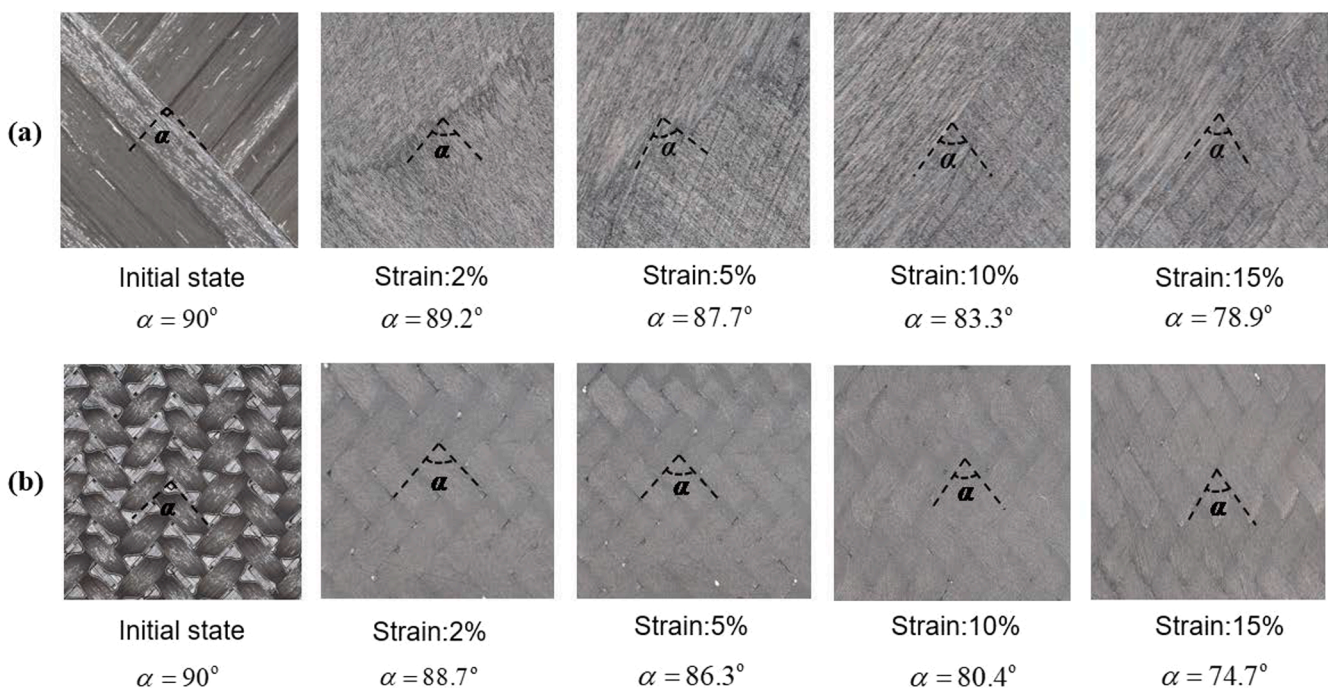 (a)
α α α α α
Initial state Strain:2% Strain:5% Strain:10% Strain:15%
α = 90° α = 89.2° α = 87.7° α = 83.3° α = 78.9°
(b)
α α α α α
Initial state Strain:2% Strain:5% Strain:10% Strain:15%
α = 90° α = 88.7° α = 86.3° α = 80.4° α = 74.7°